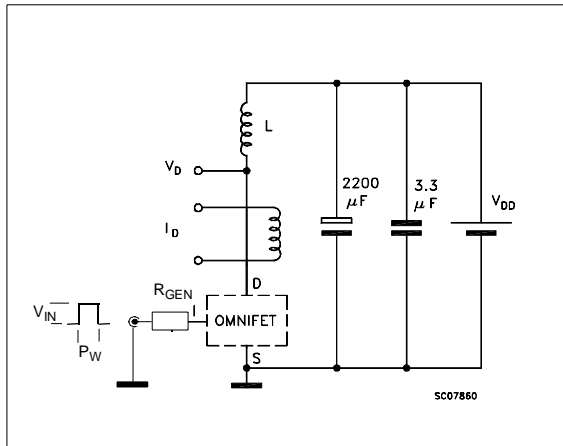 L
V_D
2200
μF
3.3
μF
V_DD
I_D
D
R_GEN
I
V_IN
OMNIFET
P_W
S
SC07860